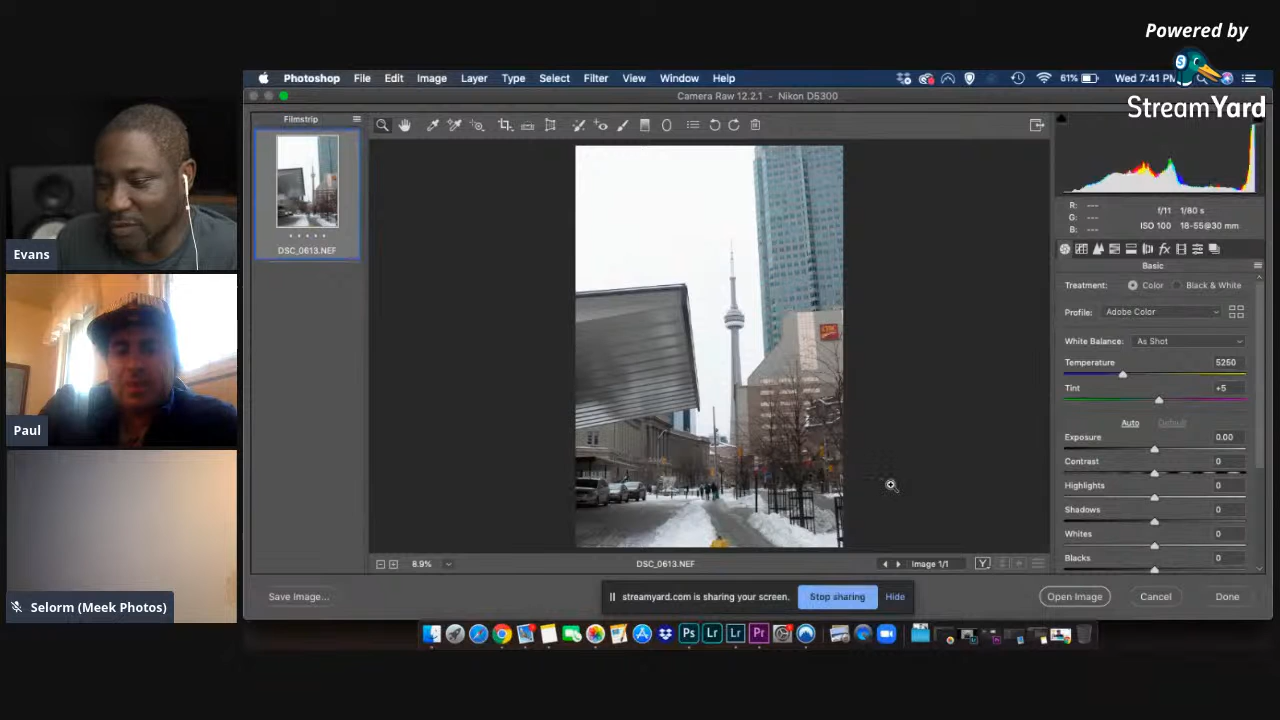 Powered by
StreamYard
Photoshop File Edit Image Layer Type Select Filter View Window Help
61% Wed 7:41 PM
Camera Raw 12.2.1 - Nikon D5300
Filmstrip
DSC_0613.NEF
R: ---
G: ---
B: ---
f/11 1/80 s
ISO 100 18-55@30 mm
Basic
Treatment: Color Black & White
Profile: Adobe Color
White Balance: As Shot
Temperature 5250
Tint +5
Auto Default
Exposure 0.00
Contrast 0
Highlights 0
Shadows 0
Whites 0
Blacks 0
6.9% DSC_0613.NEF Image 1/1
Save Image...
streamyard.com is sharing your screen. Stop sharing Hide
Open Image Cancel Done
Ps Lr Lr Pr
Evans
Paul
Selorm (Meek Photos)